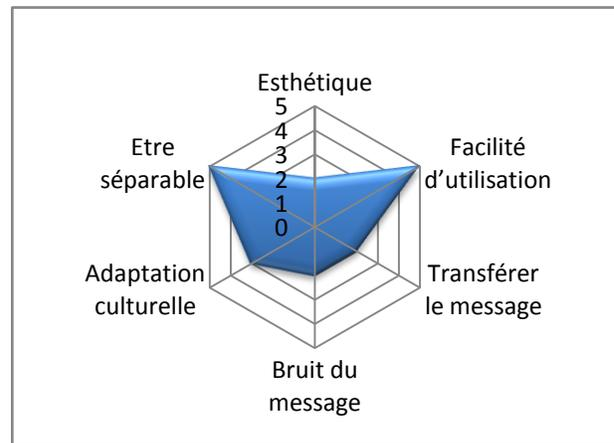 Esthétique
5
4
3
2
1
0
Facilité
d’utilisation
Transférer
le message
Bruit du
message
Adaptation
culturelle
Etre
séparable